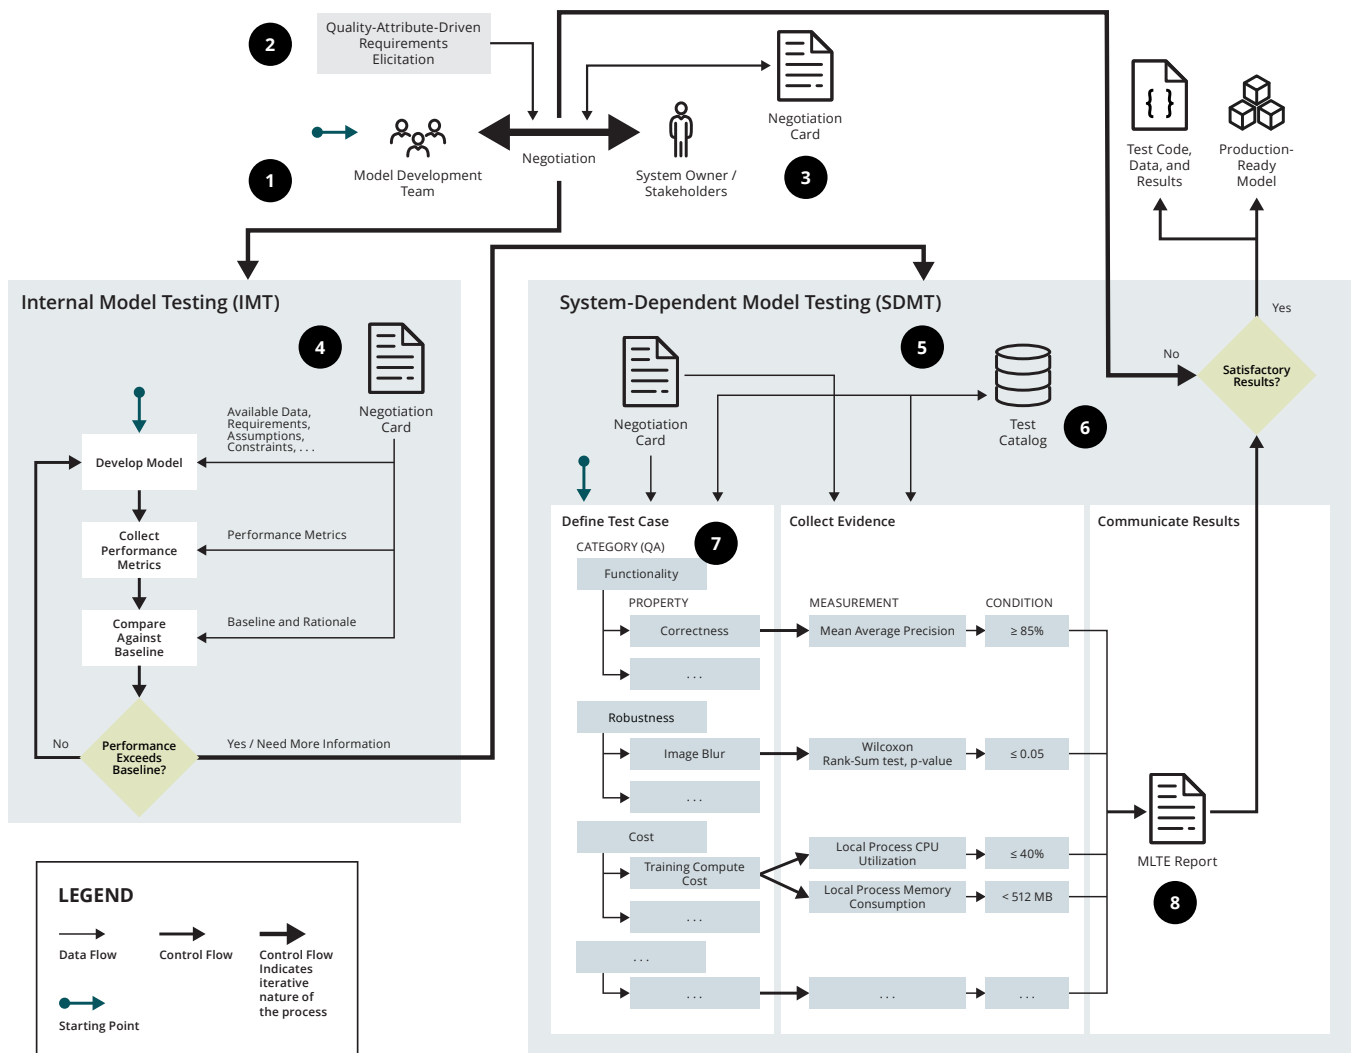 2
Quality-Attribute-Driven
Requirements
Elicitation
1
Model Development
Team
Negotiation
System Owner /
Stakeholders
Negotiation
Card
3
{ }
Test Code,
Data, and
Results
Production-
Ready
Model
Internal Model Testing (IMT)
4
Negotiation
Card
Available Data,
Requirements,
Assumptions,
Constraints, . . .
Develop Model
Collect
Performance
Metrics
Performance Metrics
Compare
Against
Baseline
Baseline and Rationale
Performance
Exceeds
Baseline?
No
Yes / Need More Information
System-Dependent Model Testing (SDMT)
5
Negotiation
Card
Test
Catalog
6
Yes
No
Satisfactory
Results?
Define Test Case
7
CATEGORY (QA)
Functionality
PROPERTY
Correctness
. . .
Robustness
Image Blur
. . .
Cost
Training Compute
Cost
. . .
. . .
. . .
Collect Evidence
MEASUREMENT
CONDITION
Mean Average Precision
≥ 85%
Wilcoxon
Rank-Sum test, p-value
≤ 0.05
Local Process CPU
Utilization
≤ 40%
Local Process Memory
Consumption
< 512 MB
. . .
. . .
Communicate Results
MLTE Report
8
LEGEND
Data Flow
Control Flow
Control Flow
Indicates
iterative
nature of
the process
Starting Point